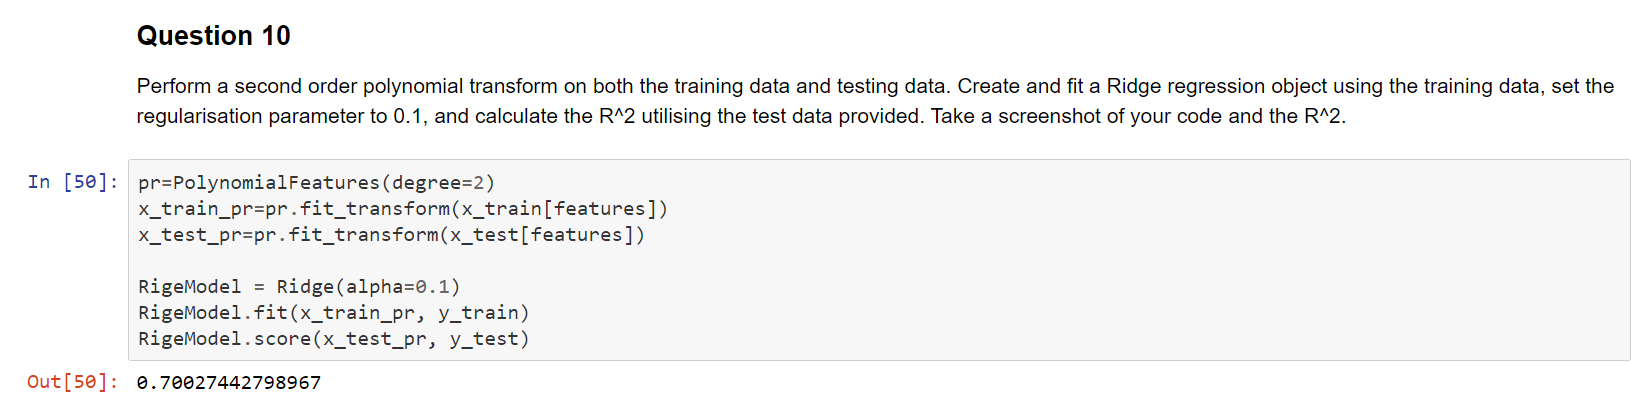 Question 10
Perform a second order polynomial transform on both the training data and testing data. Create and fit a Ridge regression object using the training data, set the
regularisation parameter to 0.1, and calculate the R^2 utilising the test data provided. Take a screenshot of your code and the R^2.
In [50]: pr=PolynomialFeatures(degree=2)
x_train_pr=pr.fit_transform(x_train[features])
x_test_pr=pr.fit_transform(x_test[features])
RigeModel = Ridge(alpha=0.1)
RigeModel.fit(x_train_pr, y_train)
RigeModel.score(x_test_pr, y_test)
Out[50]: 0.70027442798967